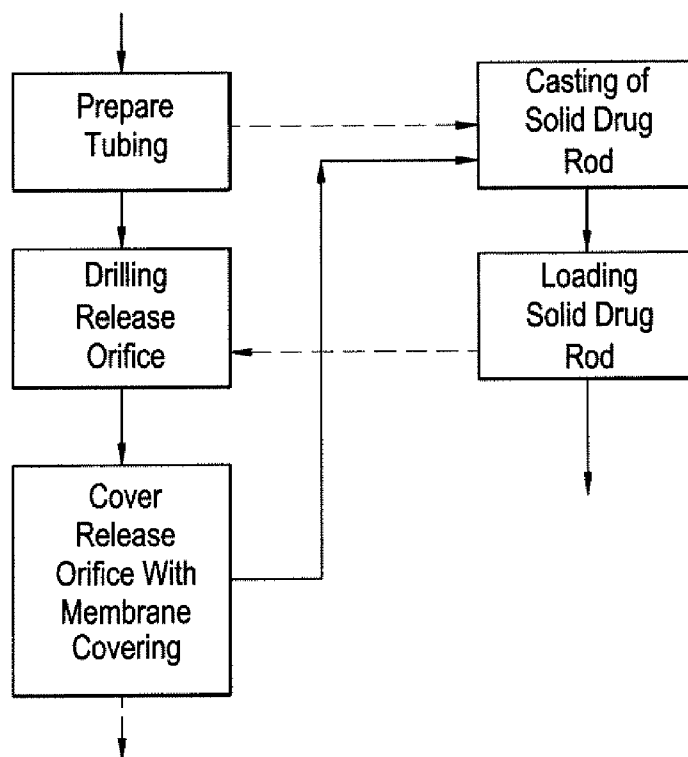 Prepare
Tubing
Drilling
Release
Orifice
Cover
Release
Orifice With
Membrane
Covering
Casting of
Solid Drug
Rod
Loading
Solid Drug
Rod